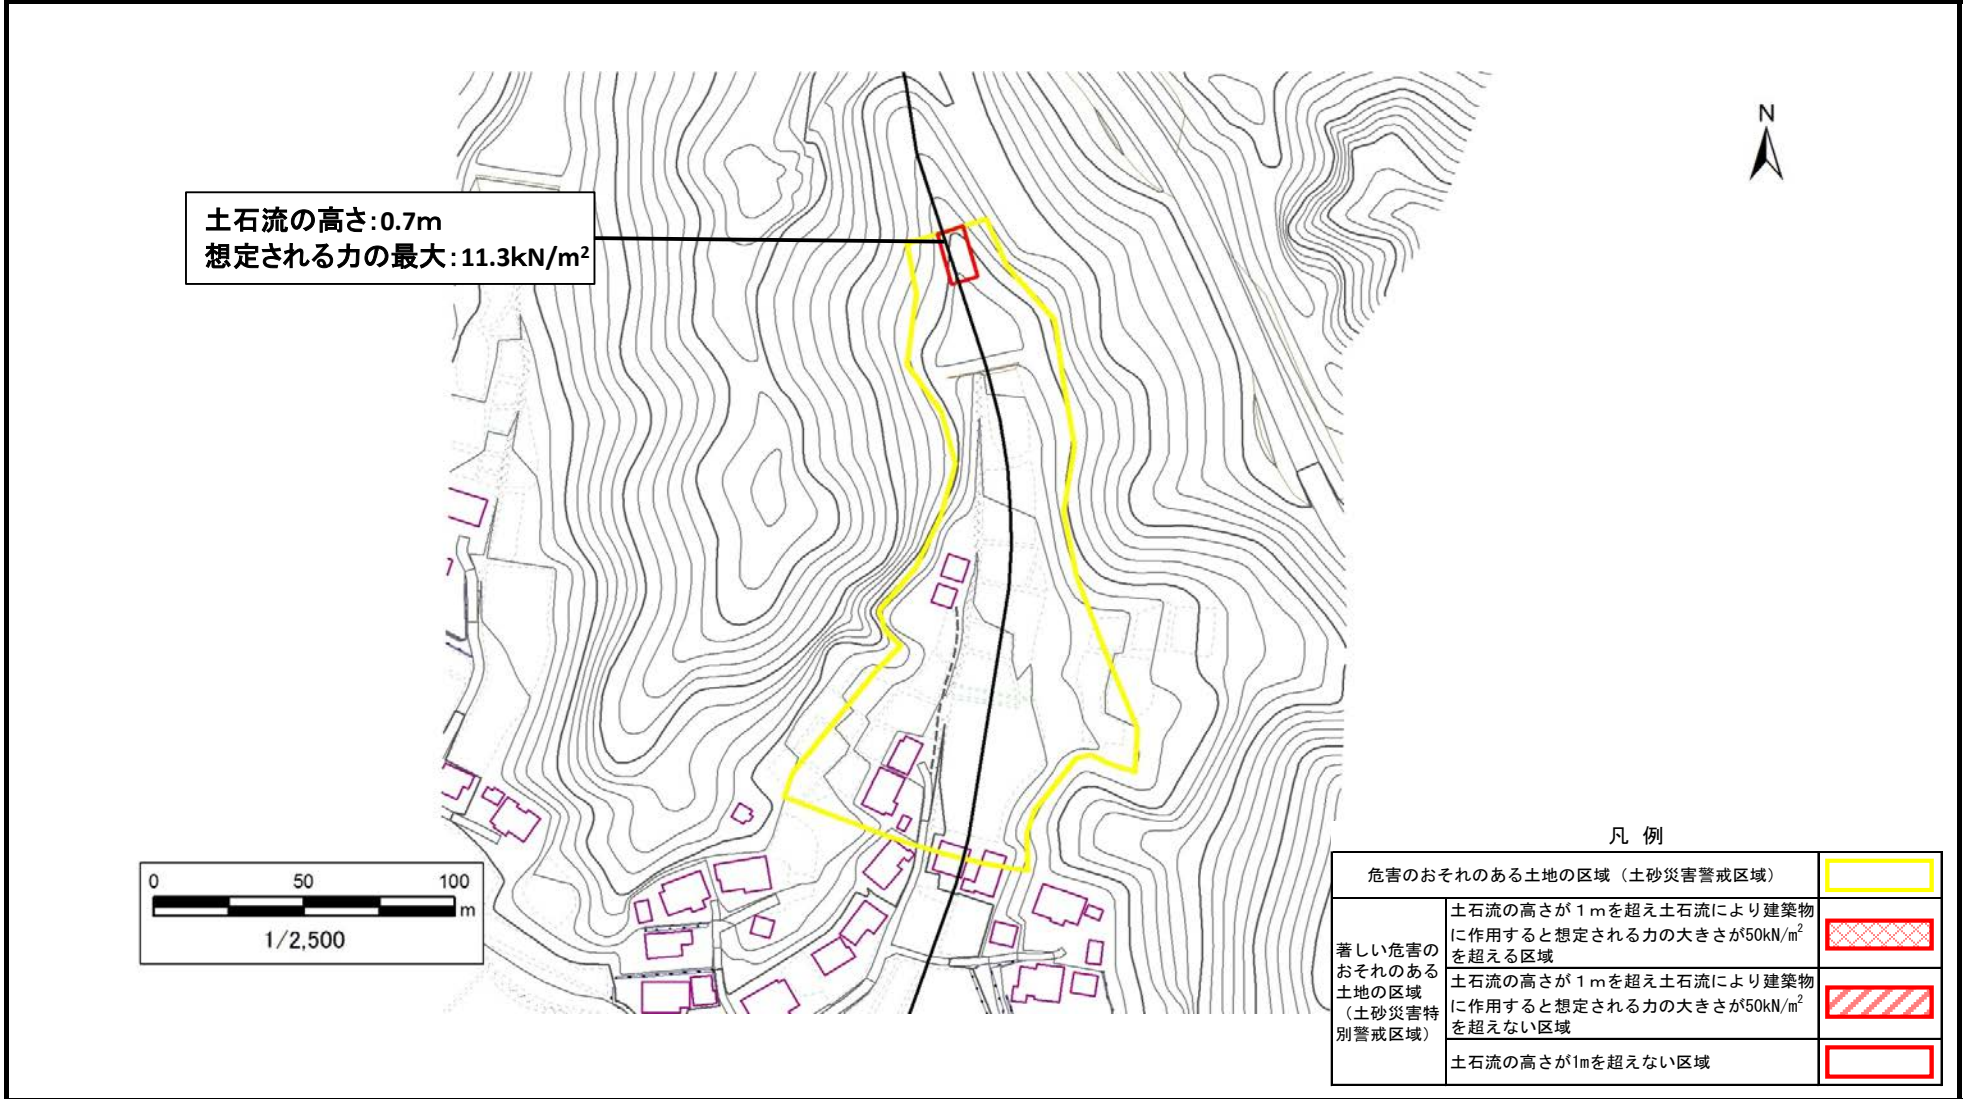 N
土石流の高さ:0.7m
想定される力の最大:11.3kN/m²
0 50 100
m
1/2,500
凡 例
危害のおそれのある土地の区域（土砂災害警戒区域）
著しい危害の
おそれのある
土地の区域
（土砂災害特
別警戒区域）
土石流の高さが１ｍを超え土石流により建築物
に作用すると想定される力の大きさが50kN/m²
を超える区域
土石流の高さが１ｍを超え土石流により建築物
に作用すると想定される力の大きさが50kN/m²
を超えない区域
土石流の高さが1mを超えない区域